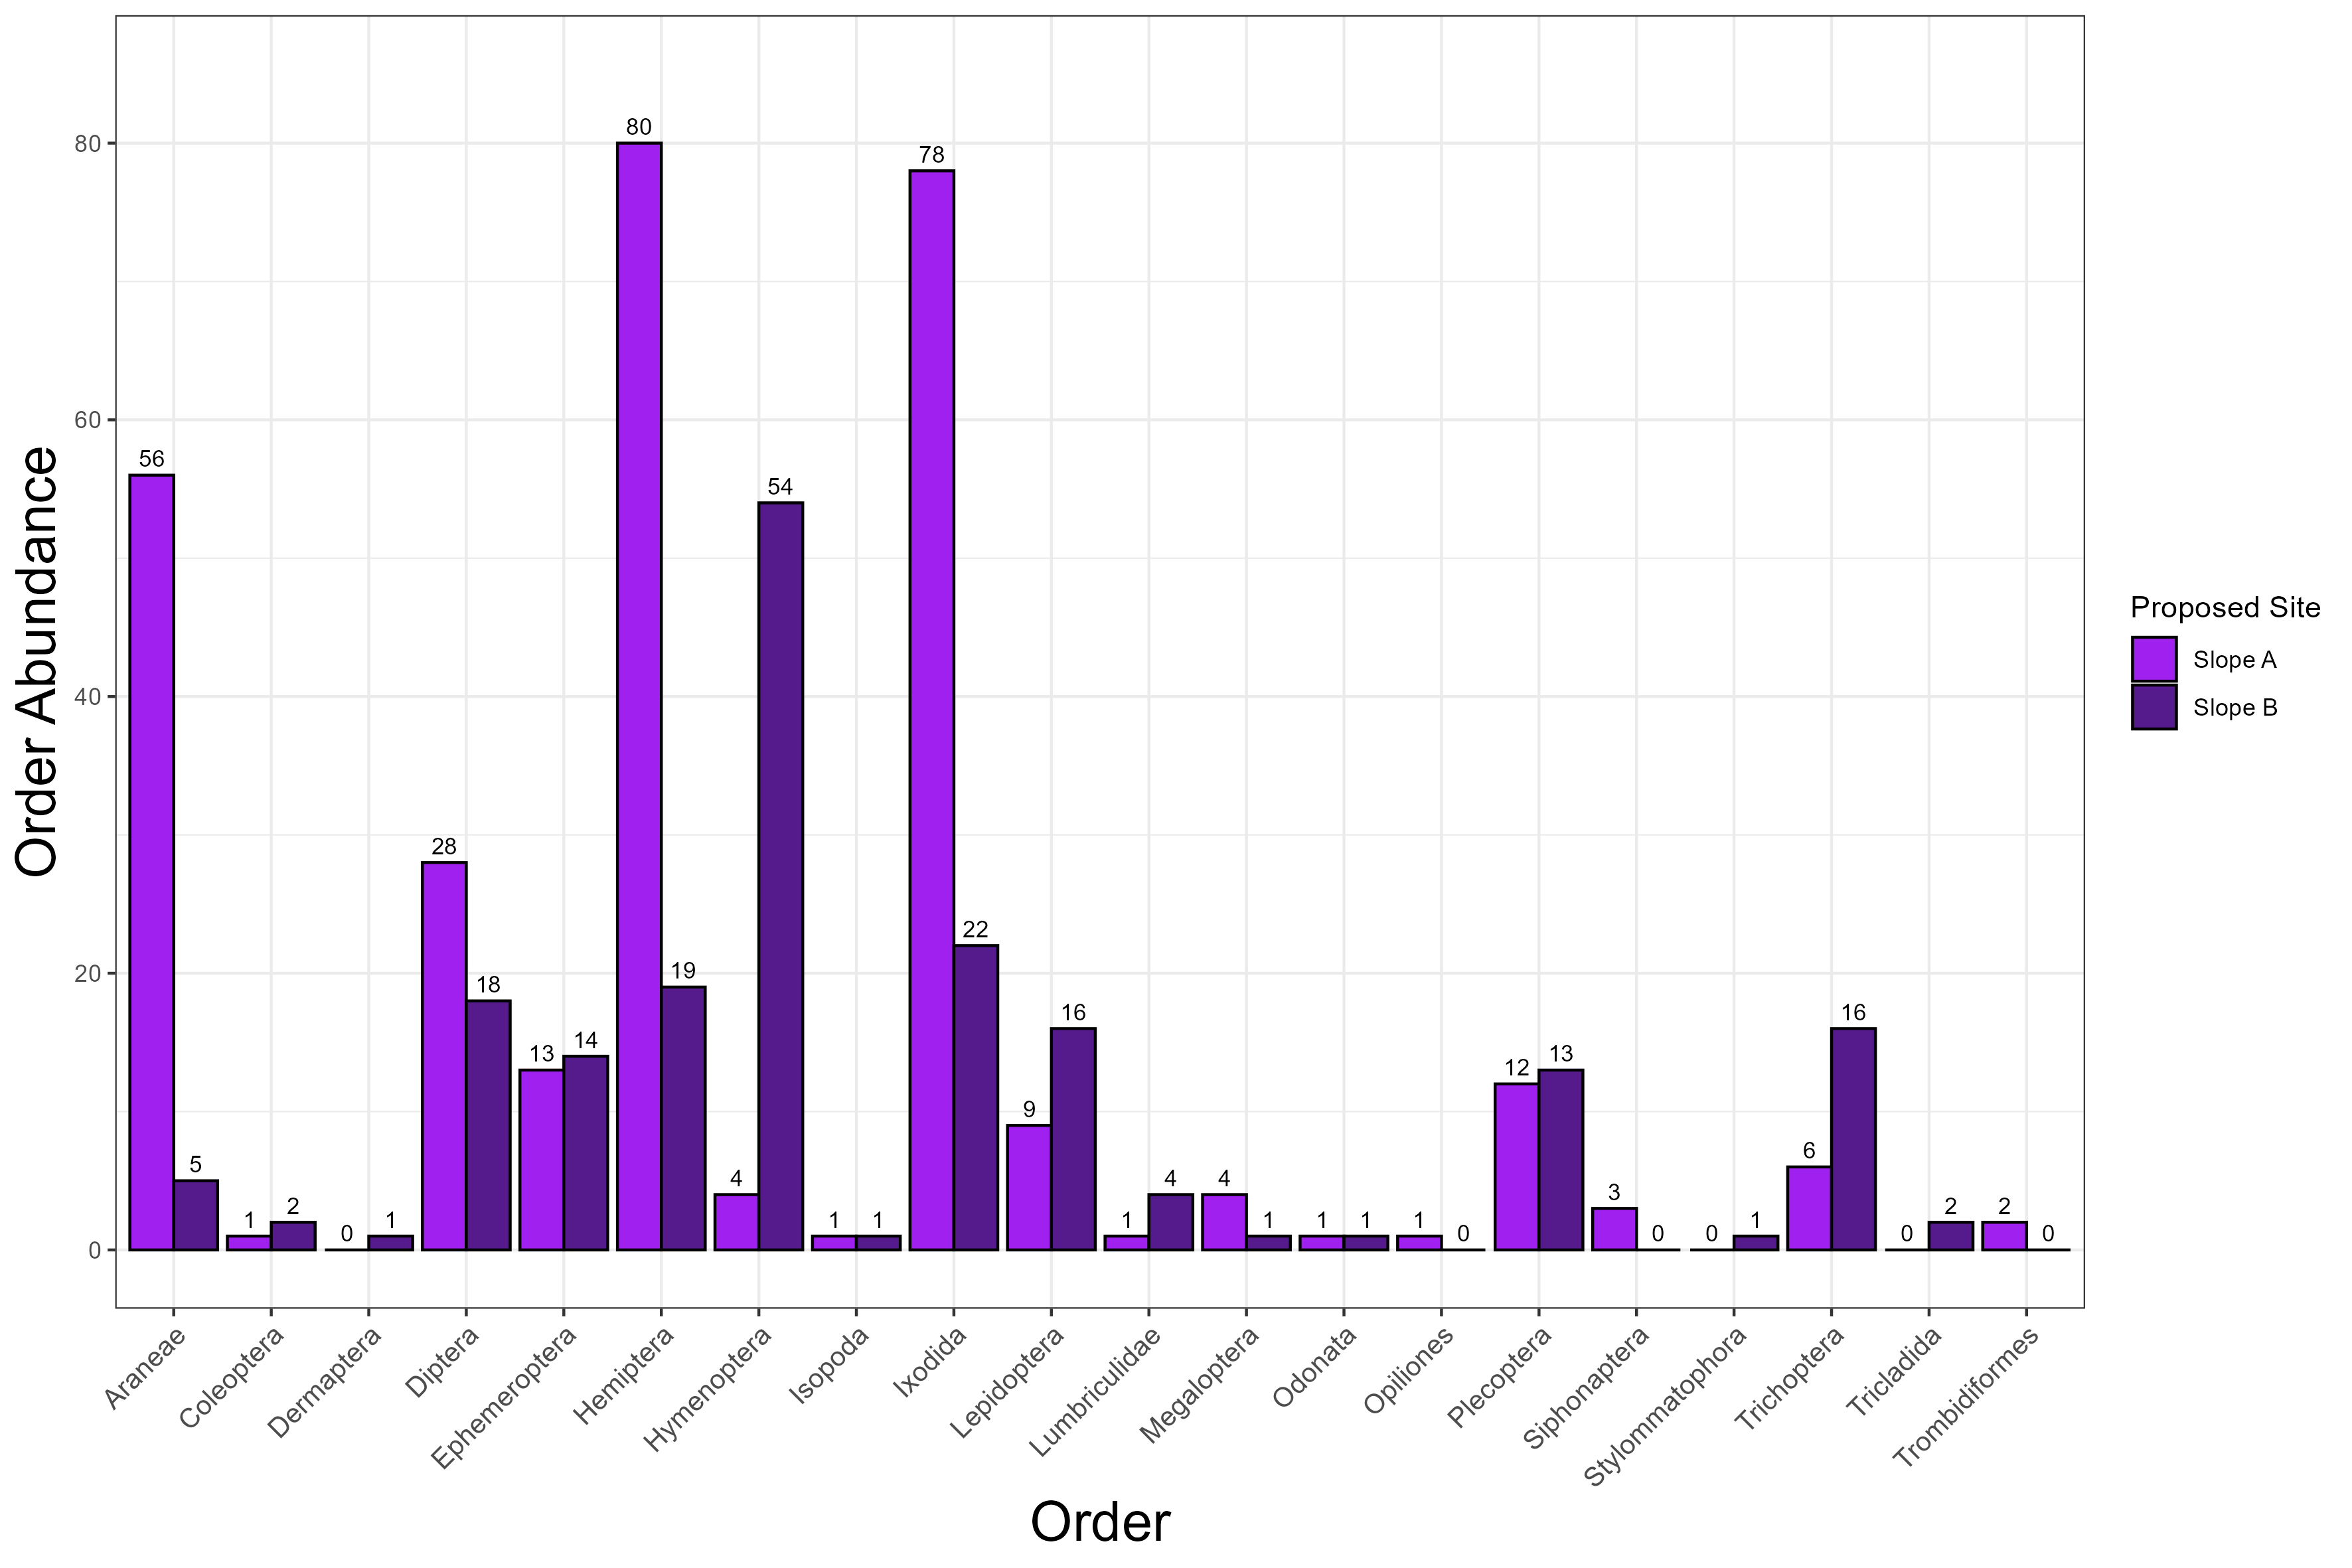 Order Abundance
80
60
40
20
0
56
5
1
2
0
1
28
18
13
14
80
19
4
54
1
1
78
22
9
16
1
4
4
1
1
1
1
0
12
13
3
0
0
1
6
16
0
2
2
0
Araneae
Coleoptera
Dermaptera
Diptera
Ephemeroptera
Hemiptera
Hymenoptera
Isopoda
Ixodida
Lepidoptera
Lumbriculidae
Megaloptera
Odonata
Opiliones
Plecoptera
Siphonaptera
Stylommatophora
Trichoptera
Tricladida
Trombidiformes
Order
Proposed Site
Slope A
Slope B